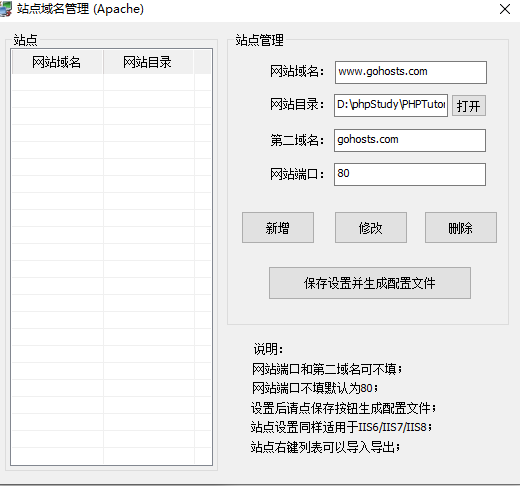 站点域名管理 (Apache)
站点
网站域名
网站目录
站点管理
网站域名： www.gohosts.com
网站目录： D:\phpStudy\PHPTutor 打开
第二域名： gohosts.com
网站端口： 80
新增 修改 删除
保存设置并生成配置文件
说明：
网站端口和第二域名可不填；
网站端口不填默认为80；
设置后请点保存按钮生成配置文件；
站点设置同样适用于IIS6/IIS7/IIS8；
站点右键列表可以导入导出；